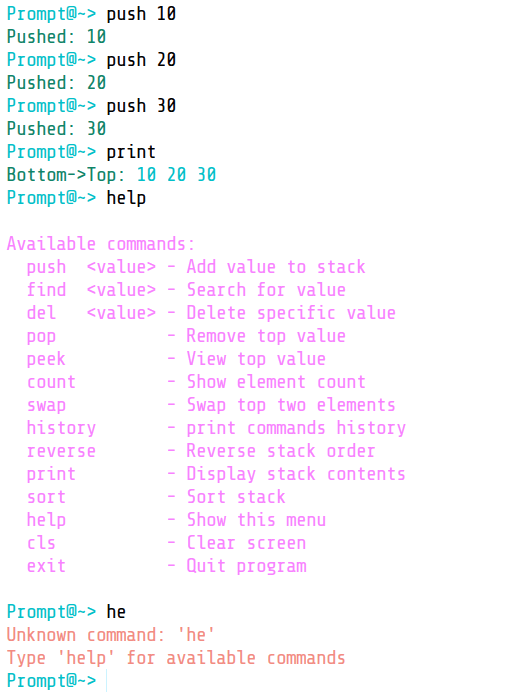 Prompt@~> push 10
Pushed: 10
Prompt@~> push 20
Pushed: 20
Prompt@~> push 30
Pushed: 30
Prompt@~> print
Bottom->Top: 10 20 30
Prompt@~> help

Available commands:
  push  <value> - Add value to stack
  find  <value> - Search for value
  del   <value> - Delete specific value
  pop           - Remove top value
  peek          - View top value
  count         - Show element count
  swap          - Swap top two elements
  history       - print commands history
  reverse       - Reverse stack order
  print         - Display stack contents
  sort          - Sort stack
  help          - Show this menu
  cls           - Clear screen
  exit          - Quit program

Prompt@~> he
Unknown command: 'he'
Type 'help' for available commands
Prompt@~>